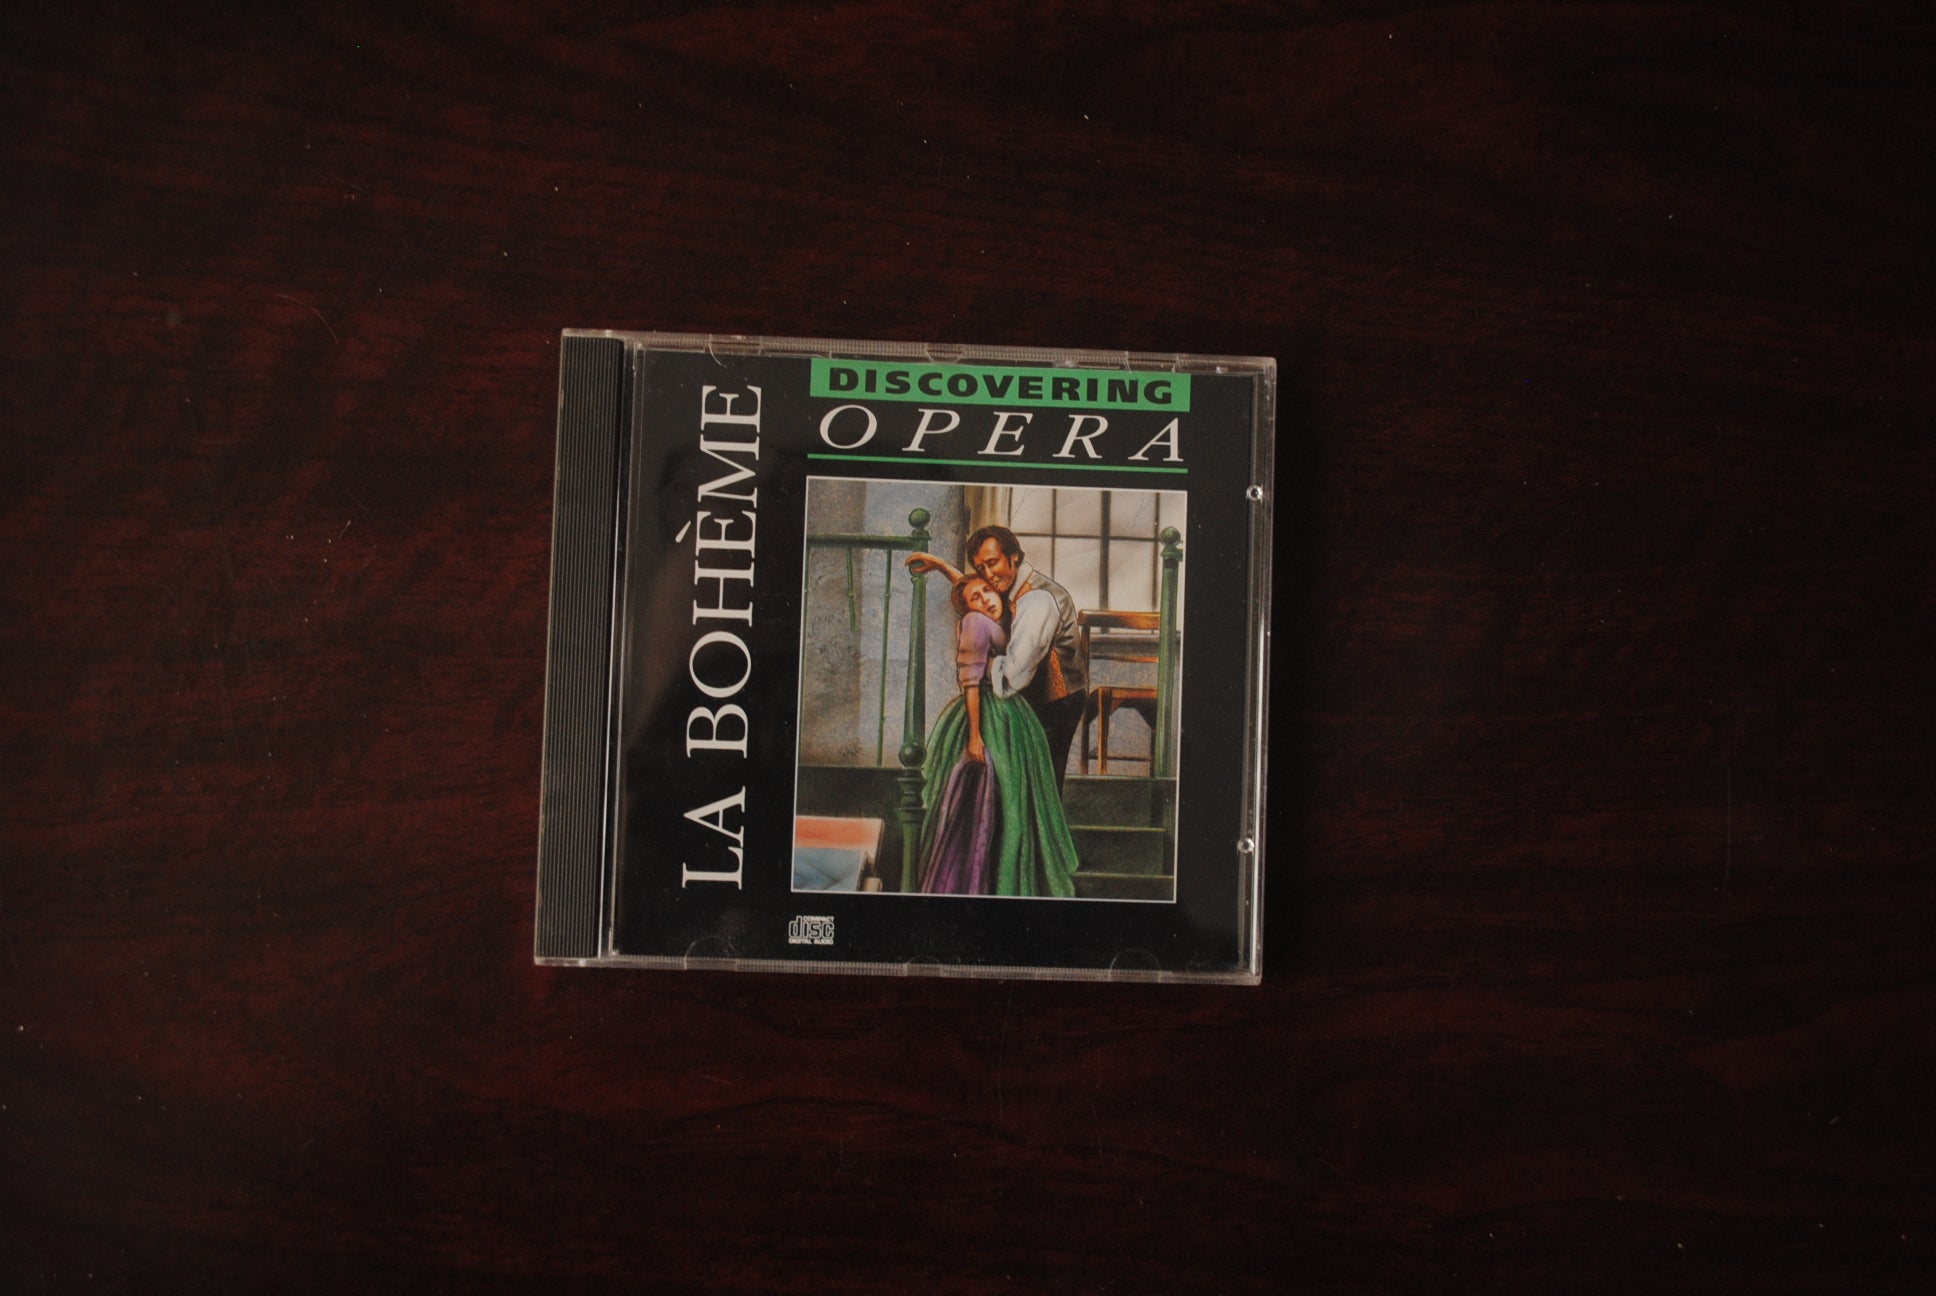 DISCOVERING
OPERA
LA BOHÈME
COMPACT
disc
DIGITAL AUDIO